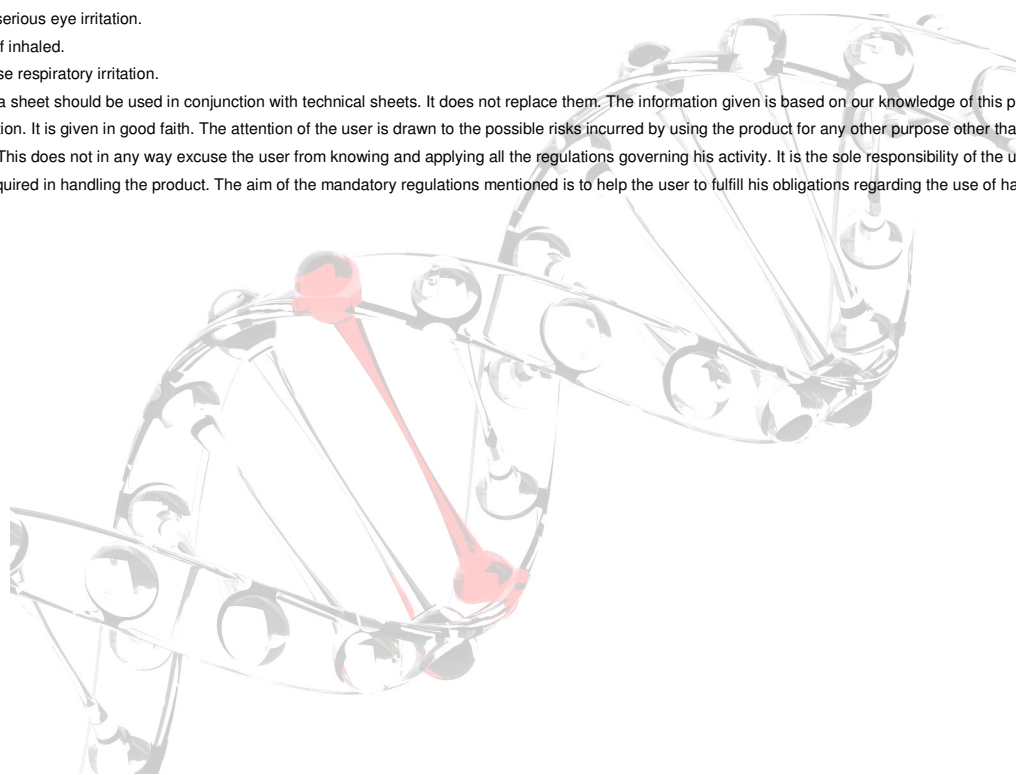 serious eye irritation.
f inhaled.
se respiratory irritation.
a sheet should be used in conjunction with technical sheets. It does not replace them. The information given is based on our knowledge of this p
tion. It is given in good faith. The attention of the user is drawn to the possible risks incurred by using the product for any other purpose other tha
This does not in any way excuse the user from knowing and applying all the regulations governing his activity. It is the sole responsibility of the u
quired in handling the product. The aim of the mandatory regulations mentioned is to help the user to fulfill his obligations regarding the use of ha